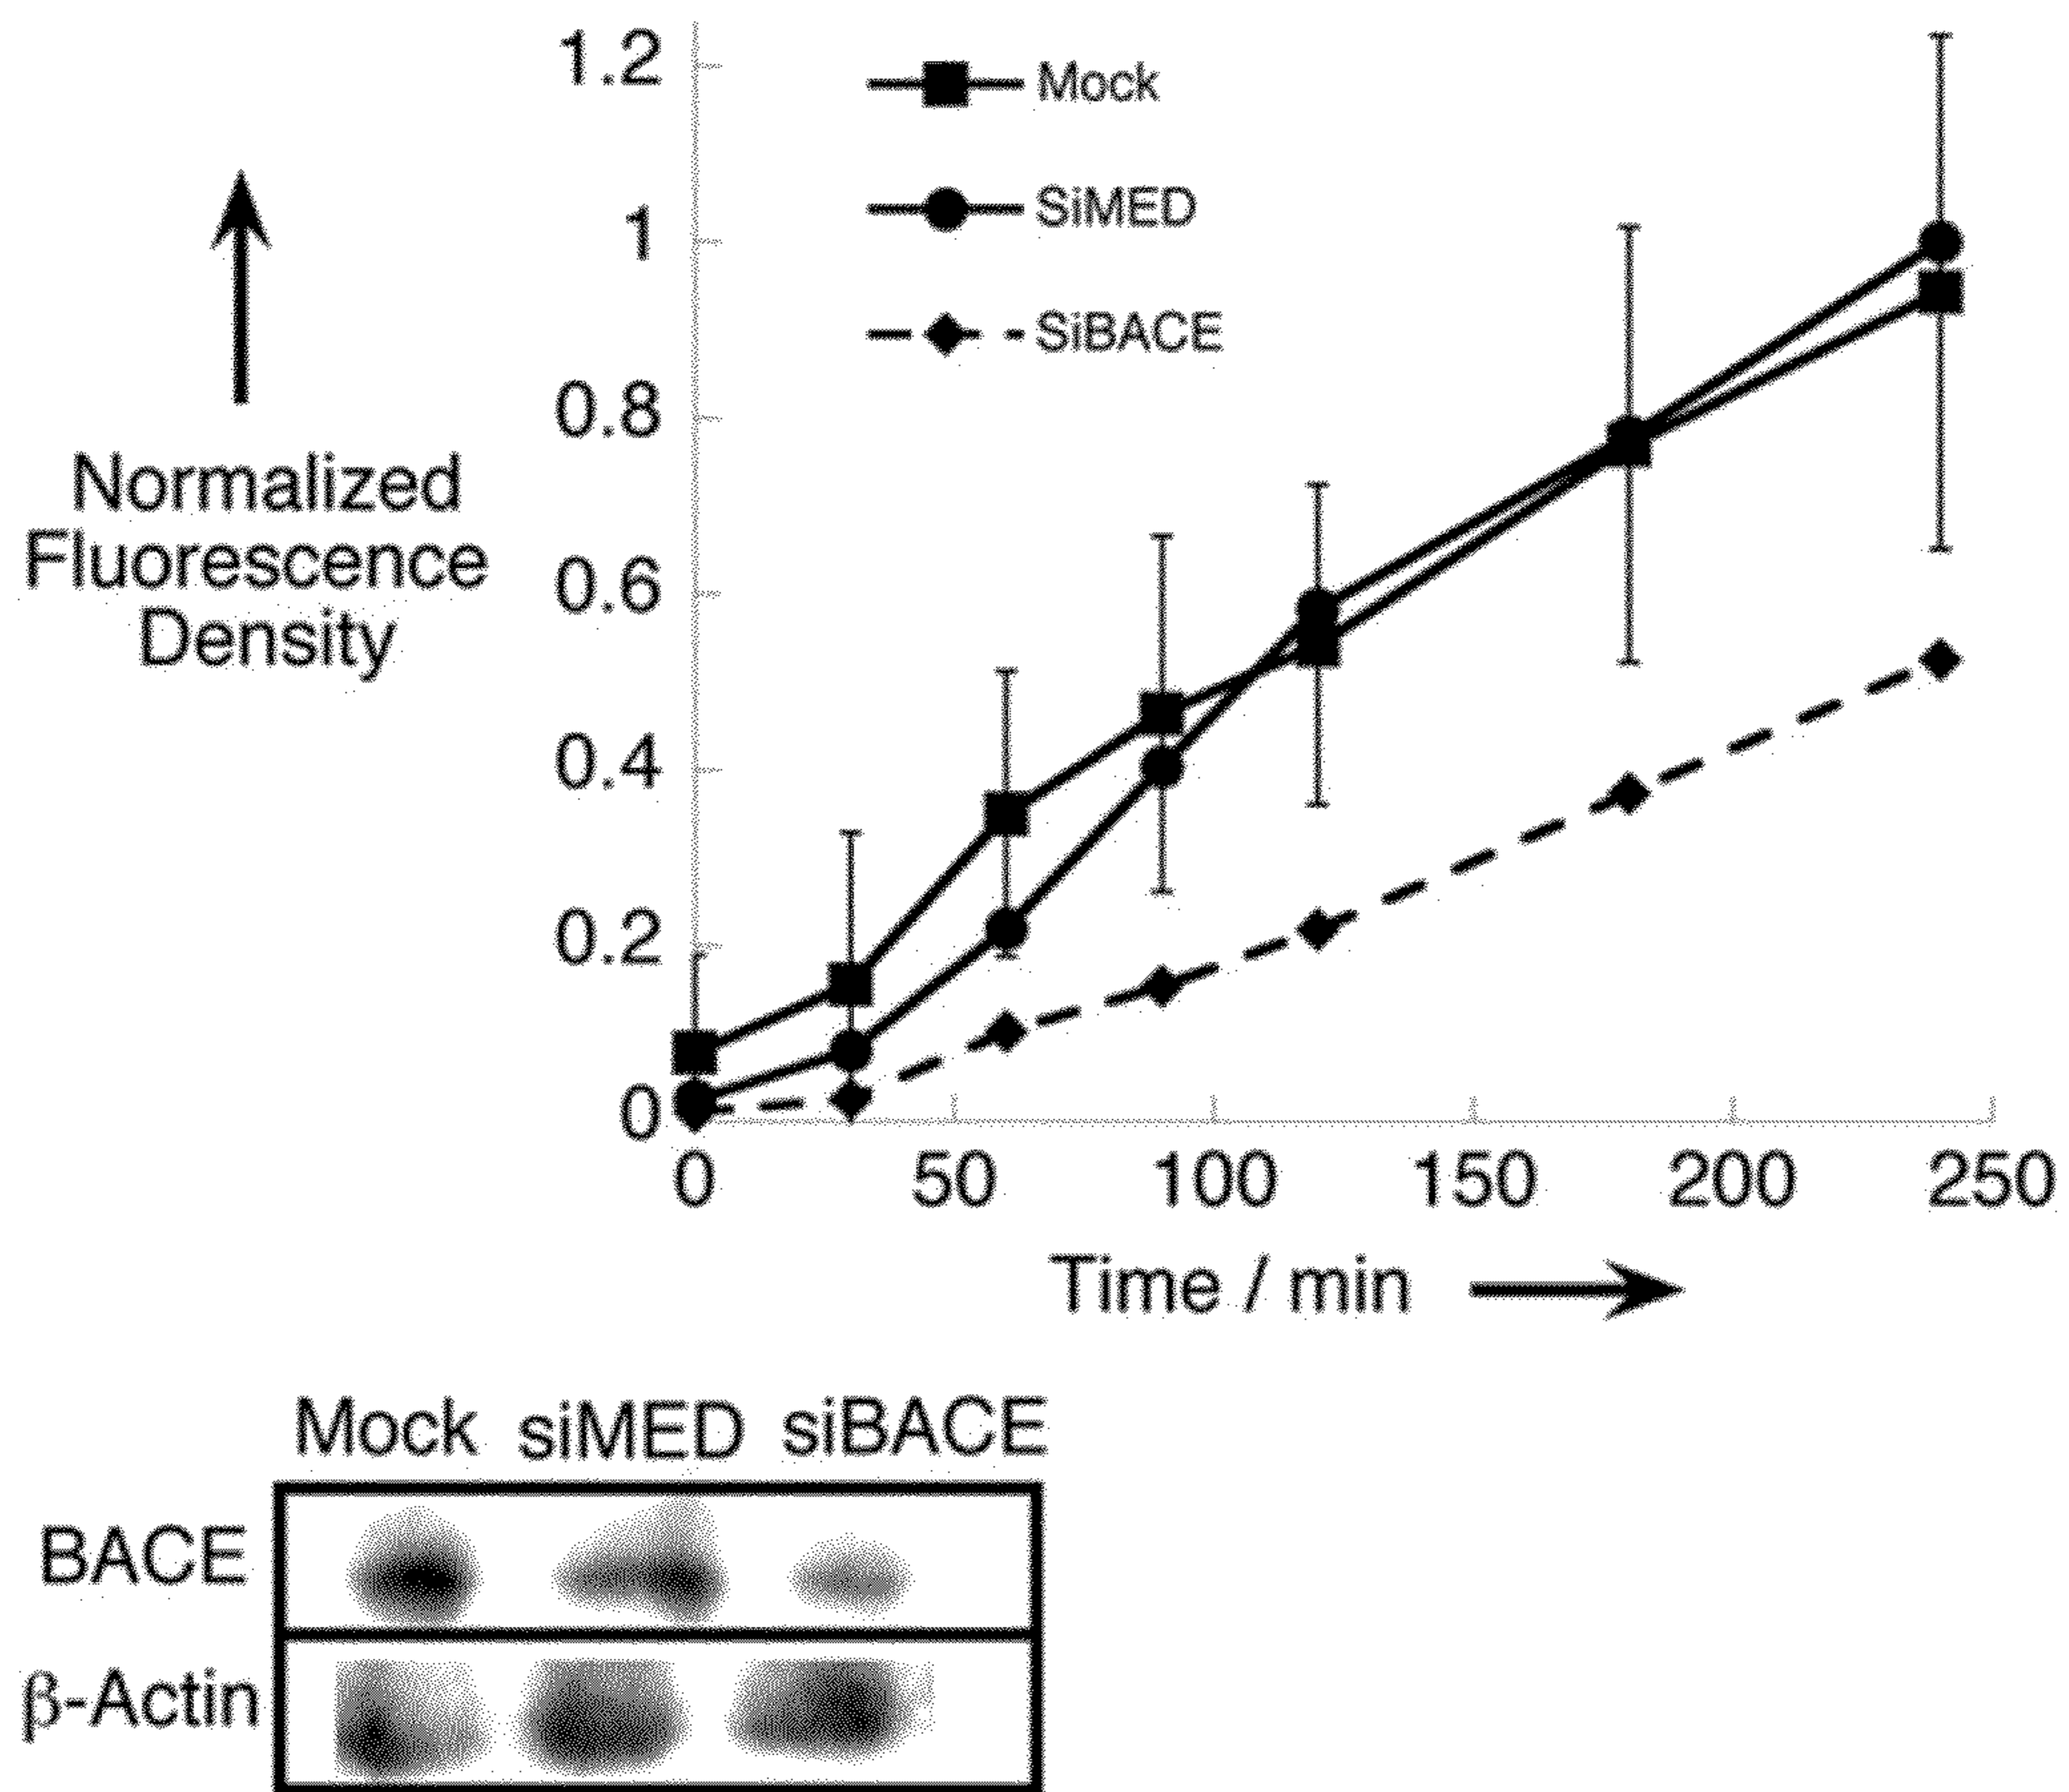 1.2
1
0.8
0.6
0.4
0.2
0
Mock
SiMED
SiBACE
Normalized
Fluorescence
Density
0 50 100 150 200 250
Time / min
Mock siMED siBACE
BACE
β-Actin